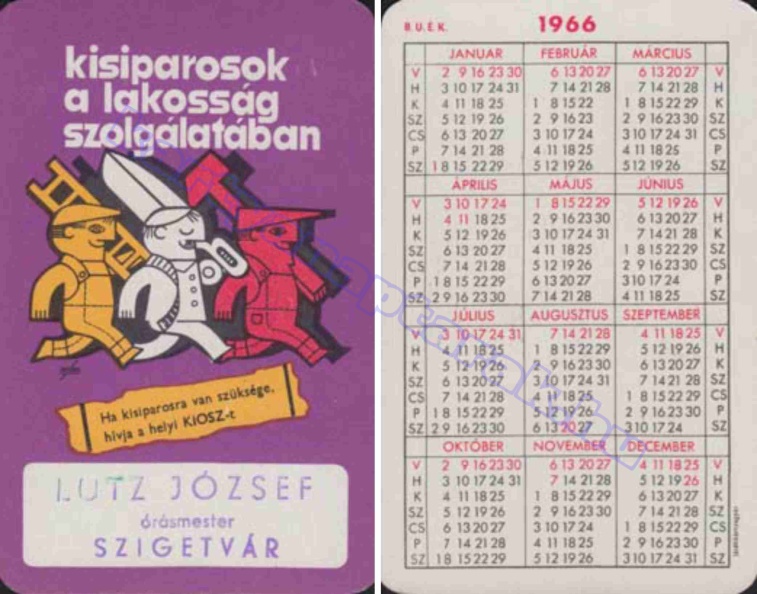 kisiparosok
a lakosság
szolgálatában
Ha kisiparosra van szüksége,
hívja a helyi KIOSZ-t
LUTZ JÓZSEF
órásmester
SZIGETVÁR
B.U.É.K. 1966
JANUAR FEBRUÁR MÁRCIUS
V 2 9 16 23 30 6 13 20 27 6 13 20 27 V
H 3 10 17 24 31 7 14 21 28 7 14 21 28 H
K 4 11 18 25 1 8 15 22 1 8 15 22 29 K
SZ 5 12 19 26 2 9 16 23 2 9 16 23 30 SZ
CS 6 13 20 27 3 10 17 24 3 10 17 24 31 CS
P 7 14 21 28 4 11 18 25 4 11 18 25 P
SZ 1 8 15 22 29 5 12 19 26 5 12 19 26 SZ
ÁPRILIS MÁJUS JÚNIUS
V 3 10 17 24 1 8 15 22 29 5 12 19 26 V
H 4 11 18 25 2 9 16 23 30 6 13 20 27 H
K 5 12 19 26 3 10 17 24 31 7 14 21 28 K
SZ 6 13 20 27 4 11 18 25 1 8 15 22 29 SZ
CS 7 14 21 28 5 12 19 26 2 9 16 23 30 CS
P 1 8 15 22 29 6 13 20 27 3 10 17 24 P
SZ 2 9 16 23 30 7 14 21 28 4 11 18 25 SZ
JÚLIUS AUGUSZTUS SZEPTEMBER
V 3 10 17 24 31 7 14 21 28 4 11 18 25 V
H 4 11 18 25 1 8 15 22 29 5 12 19 26 H
K 5 12 19 26 2 9 16 23 30 6 13 20 27 K
SZ 6 13 20 27 3 10 17 24 31 7 14 21 28 SZ
CS 7 14 21 28 4 11 18 25 1 8 15 22 29 CS
P 1 8 15 22 29 5 12 19 26 2 9 16 23 30 P
SZ 2 9 16 23 30 6 13 20 27 3 10 17 24 SZ
OKTÓBER NOVEMBER DECEMBER
V 2 9 16 23 30 6 13 20 27 4 11 18 25 V
H 3 10 17 24 31 7 14 21 28 5 12 19 26 H
K 4 11 18 25 1 8 15 22 29 6 13 20 27 K
SZ 5 12 19 26 2 9 16 23 30 7 14 21 28 SZ
CS 6 13 20 27 3 10 17 24 1 8 15 22 29 CS
P 7 14 21 28 4 11 18 25 2 9 16 23 30 P
SZ 1 8 15 22 29 5 12 19 26 3 10 17 24 31 SZ